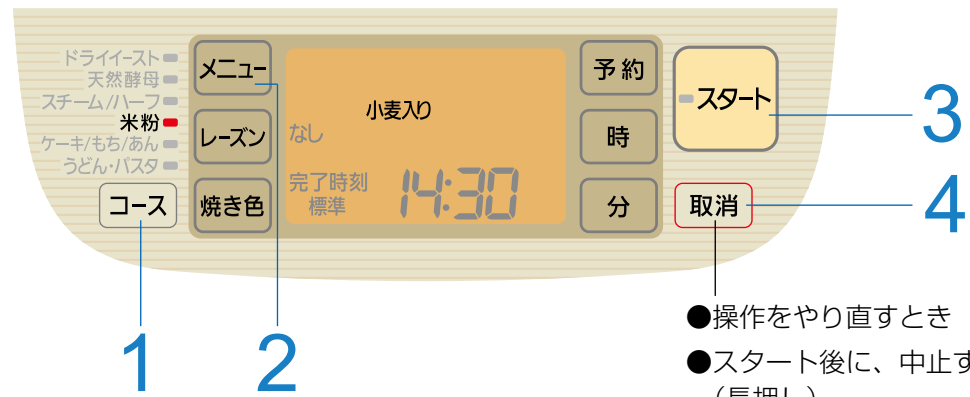 ドライイースト
天然酵母
スチーム/ハーフ
米粉
ケーキ/もち/あん
うどん・パスタ
コース
メニュー
レーズン
焼き色
小麦入り
なし
完了時刻
標準
14:30
予約
時
分
スタート
取消
3
4
1
2
●操作をやり直すとき
●スタート後に、中止す
(長押し)